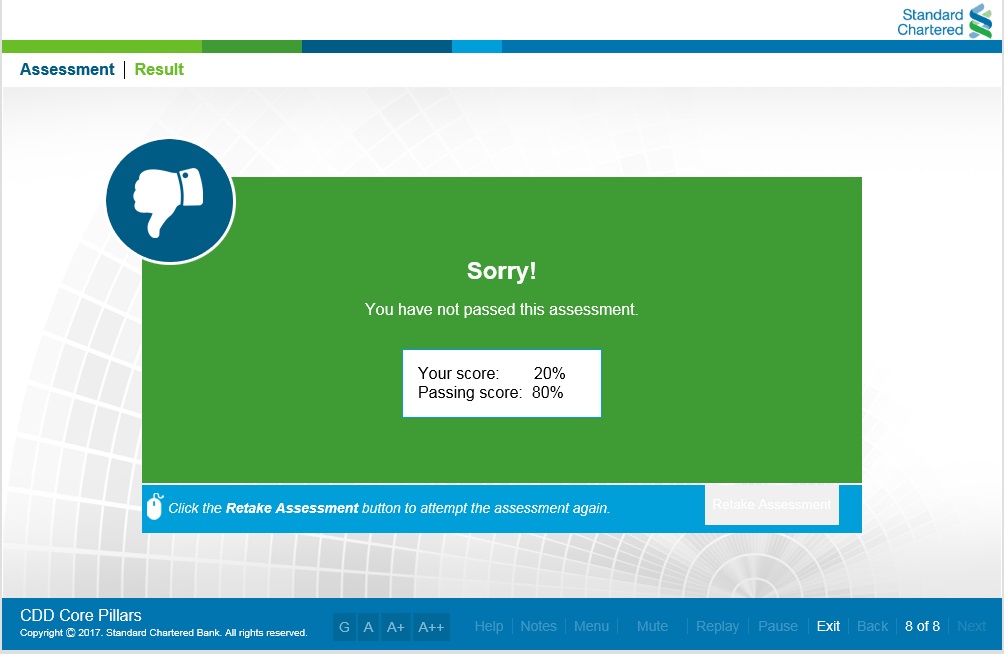 Standard
Chartered
Assessment | Result
Sorry!
You have not passed this assessment.
Your score: 20%
Passing score: 80%
Click the Retake Assessment button to attempt the assessment again.
Retake Assessment
CDD Core Pillars
Copyright © 2017. Standard Chartered Bank. All rights reserved.
G A A+ A++
Help | Notes | Menu | Mute | Replay | Pause | Exit | Back | 8 of 8 | Next